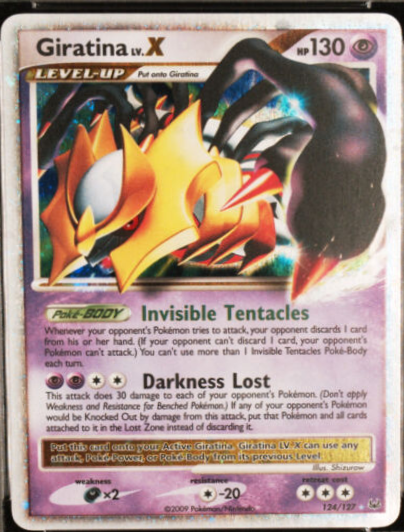 Giratina LV.X HP130
LEVEL-UP Put onto Giratina
Poké-BODY Invisible Tentacles
Whenever your opponent's Pokémon tries to attack, your opponent discards 1 card
from his or her hand. (If your opponent can't discard 1 card, your opponent's
Pokémon can't attack.) You can't use more than 1 Invisible Tentacles Poké-Body
each turn.
Darkness Lost
This attack does 30 damage to each of your opponent's Pokémon. (Don't apply
Weakness and Resistance for Benched Pokémon.) If any of your opponent's Pokémon
would be Knocked Out by damage from this attack, put that Pokémon and all cards
attached to it in the Lost Zone instead of discarding it.
Put this card onto your Active Giratina. Giratina LV. X can use any
attack, Poké-Power, or Poké-Body from its previous Level.
Illus. Shizurow
weakness resistance retreat cost
×2 -20
©2009 Pokémon/Nintendo 124/127